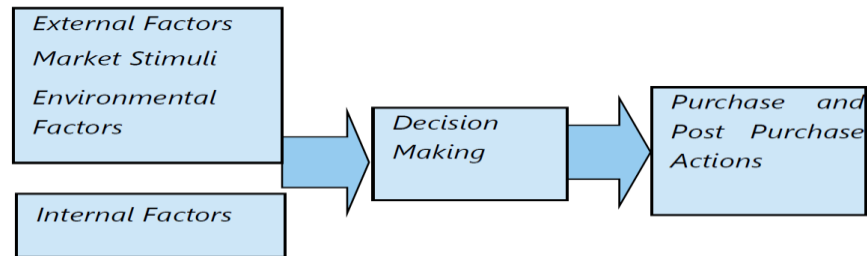 External Factors
Market Stimuli
Environmental
Factors
Internal Factors
Decision
Making
Purchase and
Post Purchase
Actions